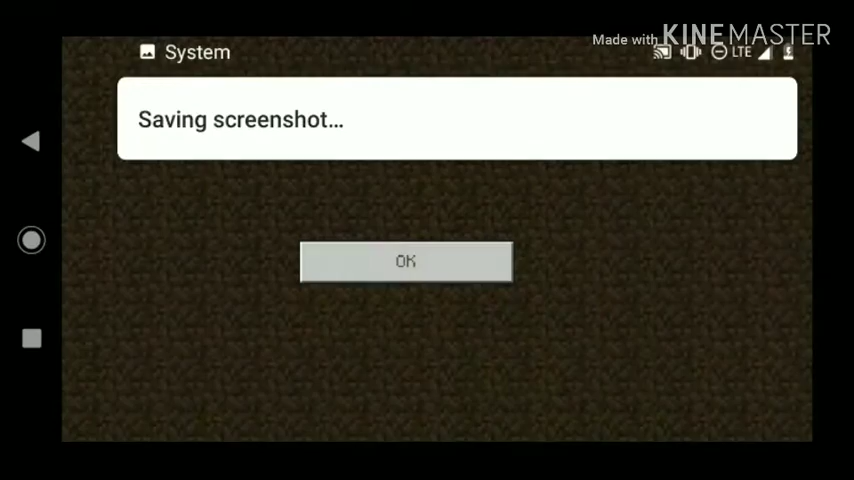 Made with KINEMASTER
System
LTE
Saving screenshot...
OK